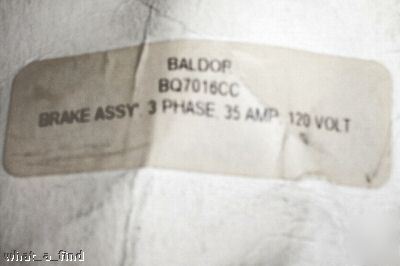 BALDOR
BQ7016CC
BRAKE ASSY. 3 PHASE, 35 AMP, 120 VOLT
what_a_find